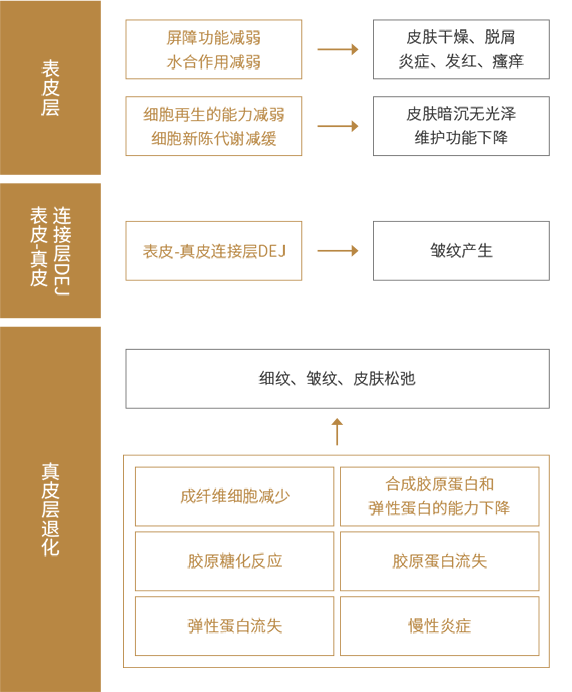 表皮层
屏障功能减弱
水合作用减弱
皮肤干燥、脱屑
炎症、发红、瘙痒
细胞再生的能力减弱
细胞新陈代谢减缓
皮肤暗沉无光泽
维护功能下降
表皮-真皮
连接层DEJ
表皮-真皮连接层DEJ
皱纹产生
真皮层退化
细纹、皱纹、皮肤松弛
成纤维细胞减少
合成胶原蛋白和
弹性蛋白的能力下降
胶原糖化反应
胶原蛋白流失
弹性蛋白流失
慢性炎症